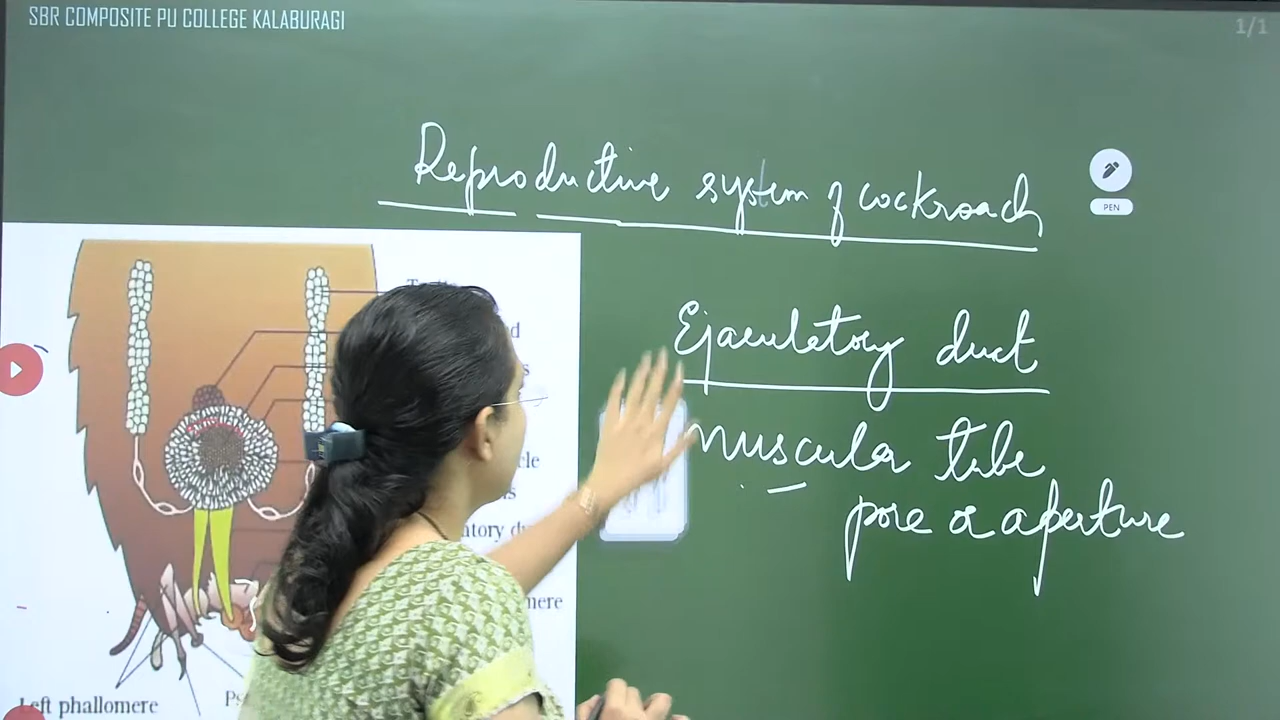 SBR COMPOSITE PU COLLEGE KALABURAGI
1/1
Reproductive system of cockroach
PEN
Ejaculatory duct
muscular tube
pore or aperture
Left phallomere